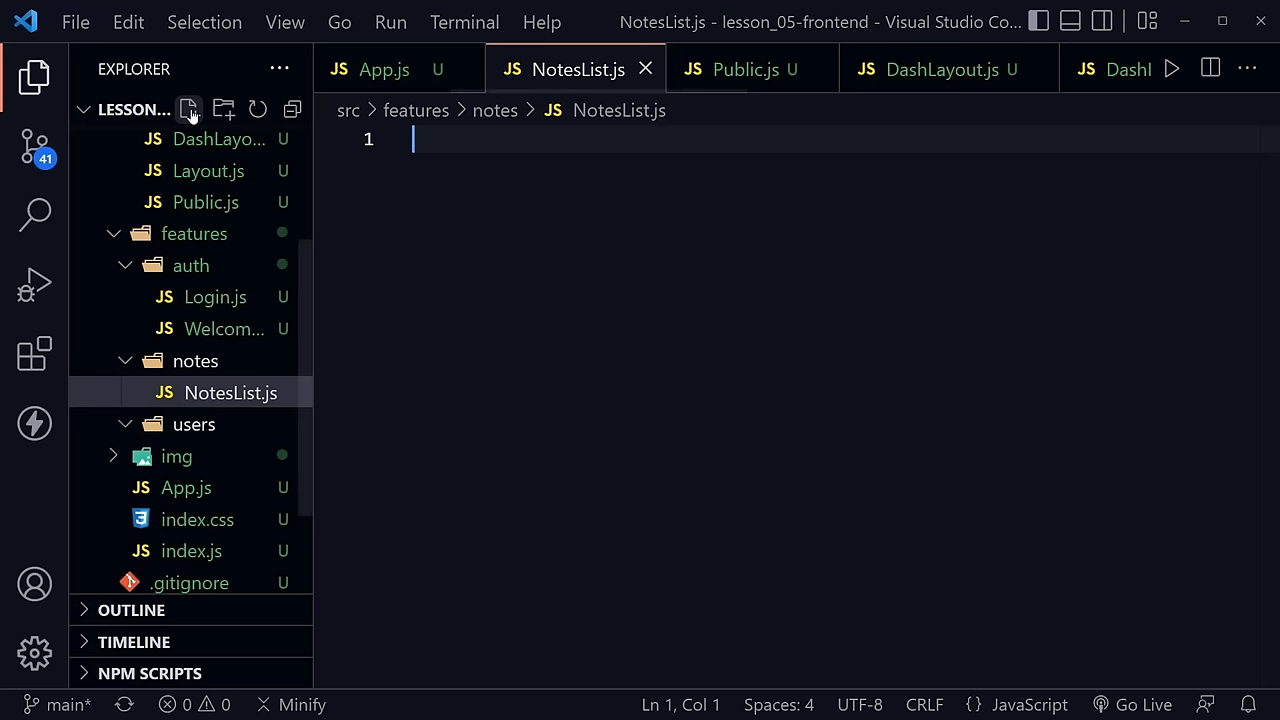 File Edit Selection View Go Run Terminal Help NotesList.js - lesson_05-frontend - Visual Studio Co...
EXPLORER
JS App.js U JS NotesList.js JS Public.js U JS DashLayout.js U JS Dashl
LESSON...
src features notes JS NotesList.js
1
JS DashLayo... U
41
JS Layout.js U
JS Public.js U
features
auth
JS Login.js U
JS Welcom... U
notes
JS NotesList.js
users
img
JS App.js U
index.css U
JS index.js U
.gitignore U
OUTLINE
TIMELINE
NPM SCRIPTS
main* 0 0 Minify Ln 1, Col 1 Spaces: 4 UTF-8 CRLF {} JavaScript Go Live